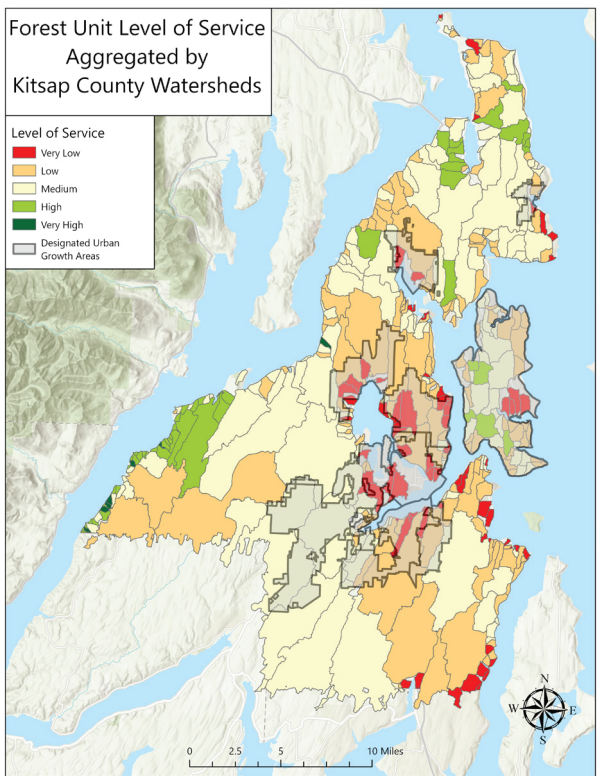 Forest Unit Level of Service
Aggregated by
Kitsap County Watersheds
Level of Service
Very Low
Low
Medium
High
Very High
Designated Urban
Growth Areas
N
W
E
S
0 2.5 5 10 Miles